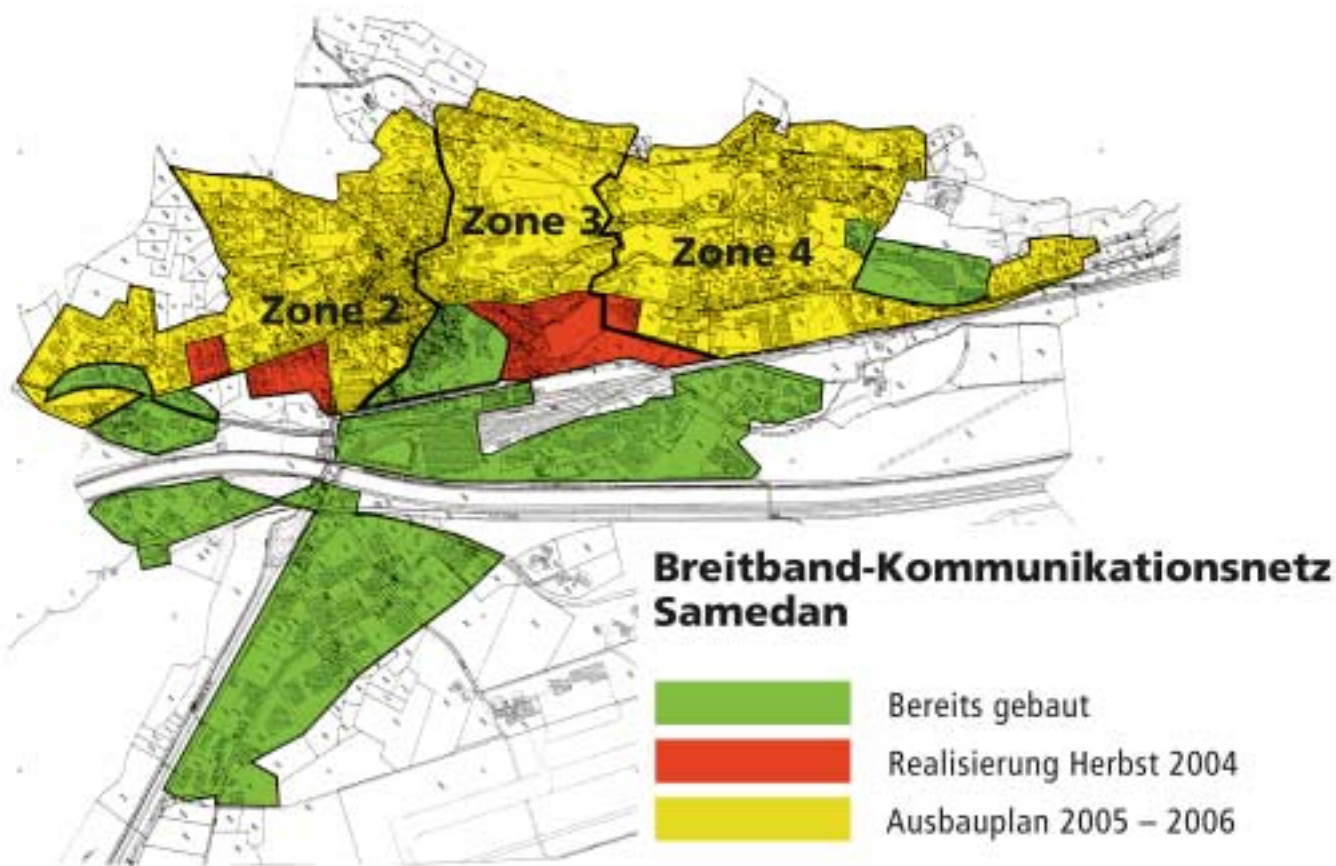 Zone 3
Zone 4
Zone 2
Breitband-Kommunikationsnetz
Samedan
Bereits gebaut
Realisierung Herbst 2004
Ausbauplan 2005 – 2006